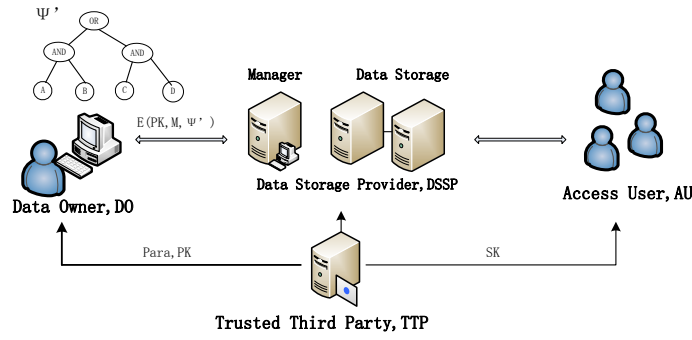 Ψ’
OR
AND AND
A B C D
Manager Data Storage
E(PK,M,Ψ’)
Data Storage Provider,DSSP
Data Owner,DO
Access User,AU
Para,PK SK
Trusted Third Party,TTP